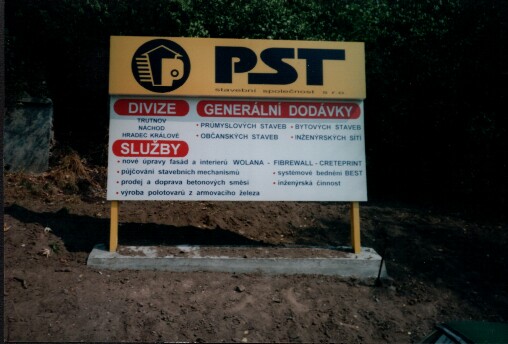 PST
stavební společnost s.r.o
DIVIZE
TRUTNOV
NÁCHOD
HRADEC KRÁLOVÉ
GENERÁLNÍ DODÁVKY
• PRŮMYSLOVÝCH STAVEB • BYTOVÝCH STAVEB
• OBČANSKÝCH STAVEB • INŽENÝRSKÝCH SÍTÍ
SLUŽBY
• nové úpravy fasád a interierů WOLANA - FIBREWALL - CRETEPRINT
• půjčování stavebních mechanismů • systémové bednění BEST
• prodej a doprava betonových směsí • inženýrská činnost
• výroba polotovarů z armovacího železa